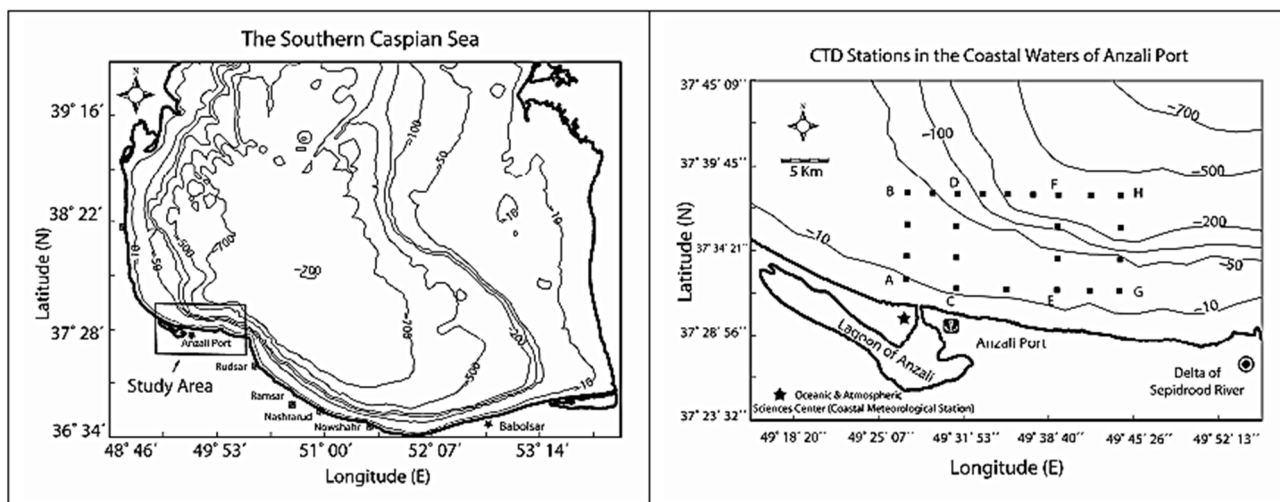 The Southern Caspian Sea
39° 16´
38° 22´
37° 28´
36° 34´
Latitude (N)
48° 46´ 49° 53´ 51° 00´ 52° 07´ 53° 14´
Longitude (E)
-100
-50
-10
-10
-10
-50
-500
-700
-700
-700
-500
-20
-10
Anzali Port
Study Area
Rudsar
Ramsar
Nashtarud
Nowshahr
Babolsar
CTD Stations in the Coastal Waters of Anzali Port
37° 45´ 09´´
37° 39´ 45´´
37° 34´ 21´´
37° 28´ 56´´
37° 23´ 32´´
Latitude (N)
5 Km
-700
-100
-500
-200
-50
-10
-10
B D F H
A C E G
Lagoon of Anzali
Anzali Port
Delta of
Sepidrood River
Oceanic & Atmospheric
Sciences Center (Coastal Meteorological Station)
49° 18´ 20´´ 49° 25´ 07´´ 49° 31´ 53´´ 49° 38´ 40´´ 49° 45´ 26´´ 49° 52´ 13´´
Longitude (E)